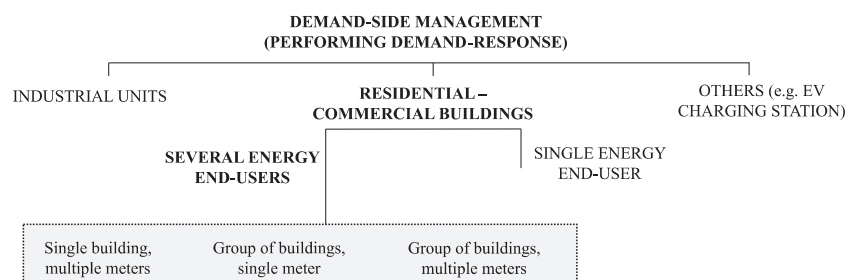 DEMAND-SIDE MANAGEMENT
(PERFORMING DEMAND-RESPONSE)
INDUSTRIAL UNITS
RESIDENTIAL –
COMMERCIAL BUILDINGS
OTHERS (e.g. EV
CHARGING STATION)
SEVERAL ENERGY
END-USERS
SINGLE ENERGY
END-USER
Single building,
multiple meters
Group of buildings,
single meter
Group of buildings,
multiple meters